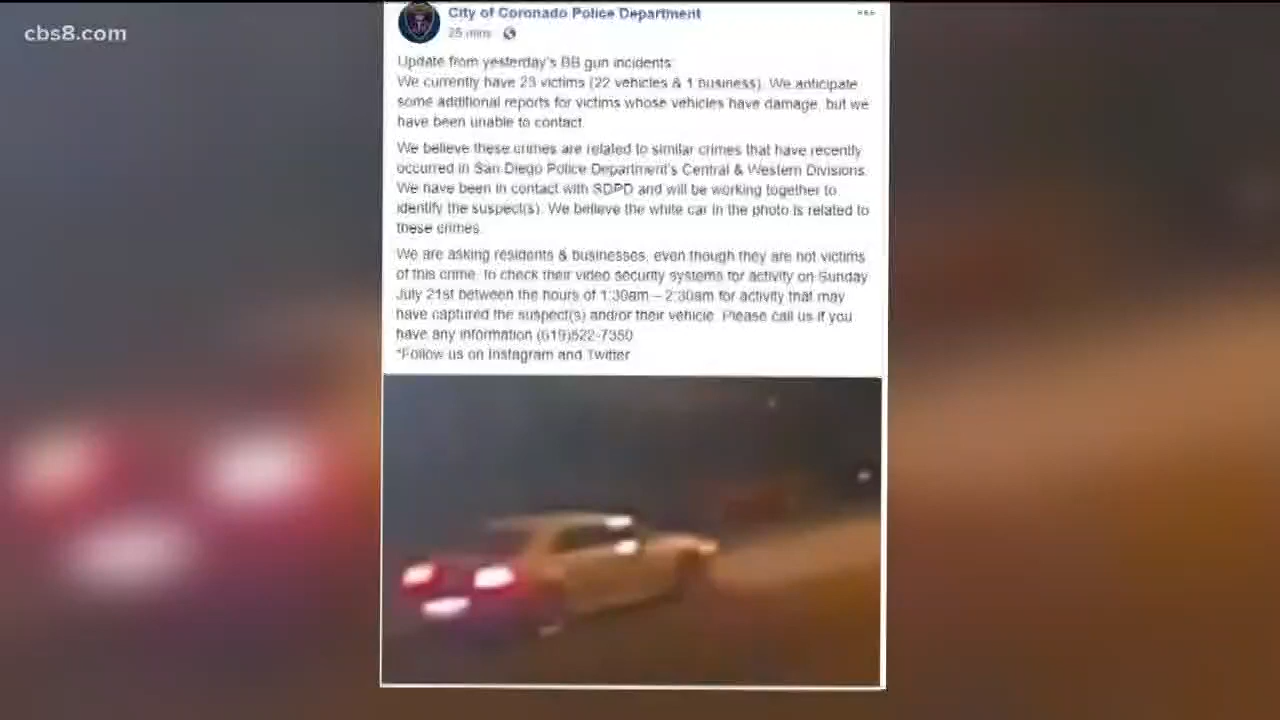 cbs8.com
City of Coronado Police Department
25 mins
Update from yesterday's BB gun incidents:
We currently have 23 victims (22 vehicles & 1 business). We anticipate
some additional reports for victims whose vehicles have damage, but we
have been unable to contact.
We believe these crimes are related to similar crimes that have recently
occurred in San Diego Police Department's Central & Western Divisions.
We have been in contact with SDPD and will be working together to
identify the suspect(s). We believe the white car in the photo is related to
these crimes.
We are asking residents & businesses, even though they are not victims
of this crime, to check their video security systems for activity on Sunday
July 21st between the hours of 1:30am – 2:30am for activity that may
have captured the suspect(s) and/or their vehicle. Please call us if you
have any information (619)522-7350
*Follow us on Instagram and Twitter